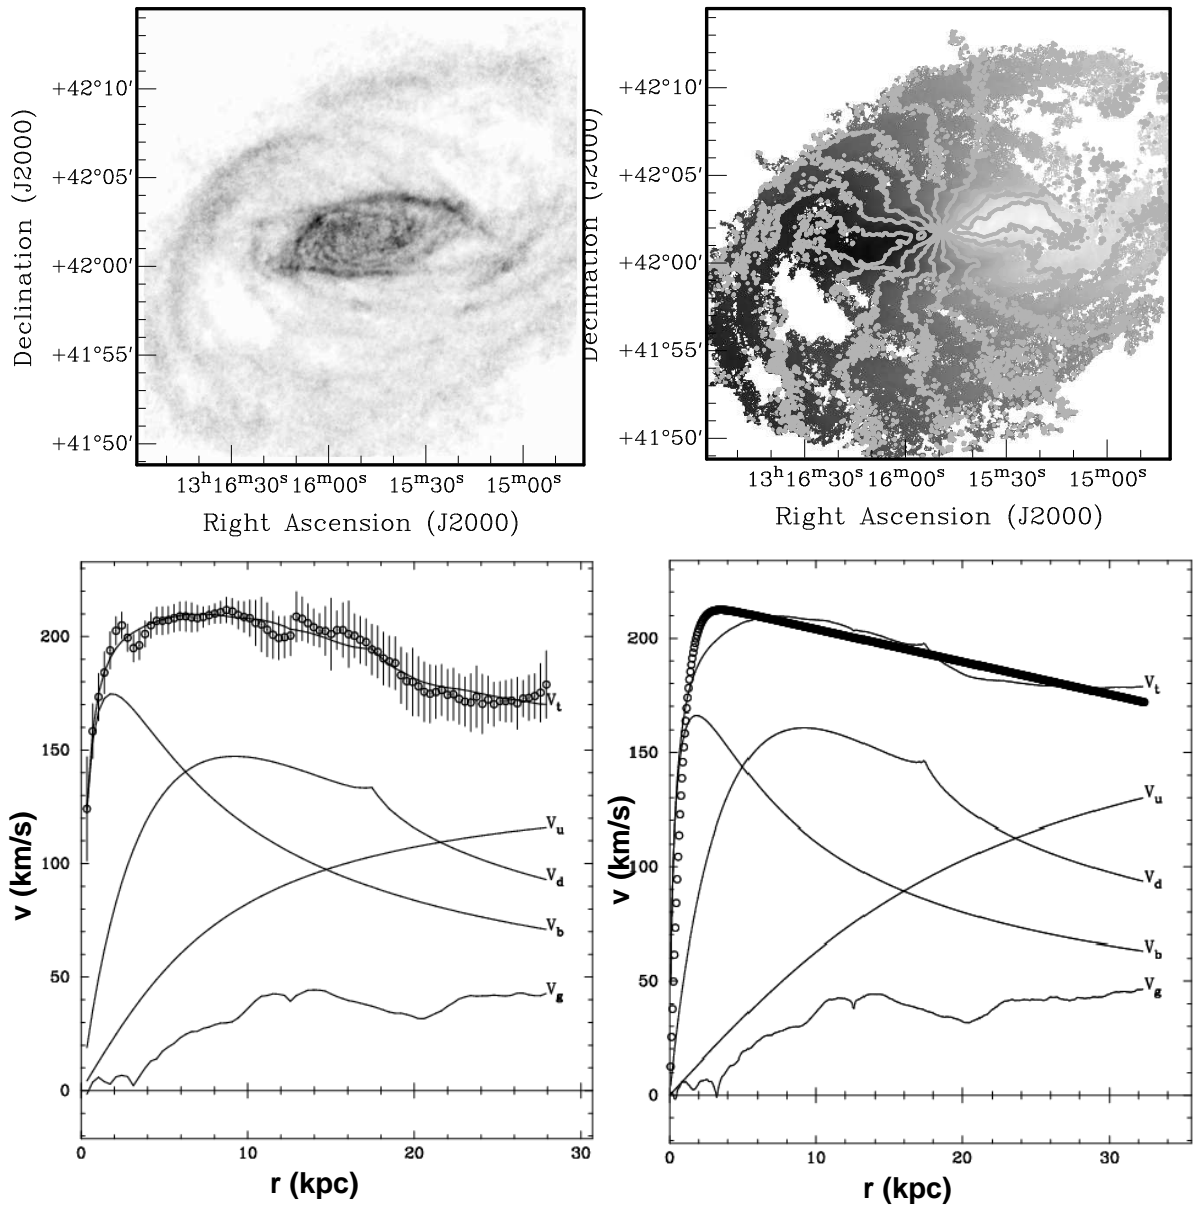 +42°10′
+42°05′
+42°00′
+41°55′
+41°50′
Declination (J2000)
13ʰ16ᵐ30ˢ 16ᵐ00ˢ 15ᵐ30ˢ 15ᵐ00ˢ
Right Ascension (J2000)
+42°10′
+42°05′
+42°00′
+41°55′
+41°50′
Declination (J2000)
13ʰ16ᵐ30ˢ 16ᵐ00ˢ 15ᵐ30ˢ 15ᵐ00ˢ
Right Ascension (J2000)
200
150
100
50
0
v (km/s)
Vt
Vu
Vd
Vb
Vg
0 10 20 30
r (kpc)
200
150
100
50
0
v (km/s)
Vt
Vu
Vd
Vb
Vg
0 10 20 30
r (kpc)